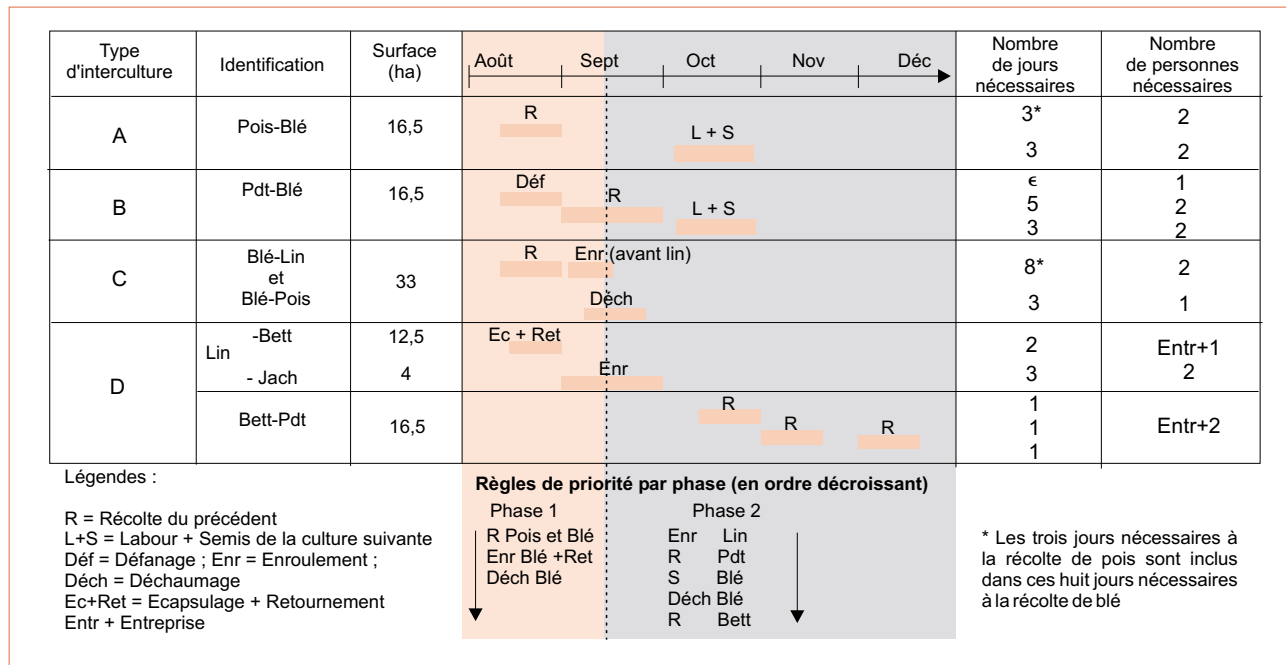 Type d'interculture
Identification
Surface (ha)
Août Sept Oct Nov Déc
Nombre de jours nécessaires
Nombre de personnes nécessaires
A
Pois-Blé
16,5
R
L + S
3*
2
3
2
B
Pdt-Blé
16,5
Déf
R
L + S
ϵ
1
5
2
3
2
C
Blé-Lin
et
Blé-Pois
33
R
Enr (avant lin)
Déch
8*
2
3
1
D
Lin
-Bett
12,5
Ec + Ret
2
Entr+1
- Jach
4
Enr
3
2
Bett-Pdt
16,5
R
R
R
1
1
1
Entr+2
Légendes :
R = Récolte du précédent
L+S = Labour + Semis de la culture suivante
Déf = Défanage ; Enr = Enroulement ;
Déch = Déchaumage
Ec+Ret = Ecapsulage + Retournement
Entr + Entreprise
Règles de priorité par phase (en ordre décroissant)
Phase 1
R Pois et Blé
Enr Blé +Ret
Déch Blé
Phase 2
Enr Lin
R Pdt
S Blé
Déch Blé
R Bett
* Les trois jours nécessaires à
la récolte de pois sont inclus
dans ces huit jours nécessaires
à la récolte de blé